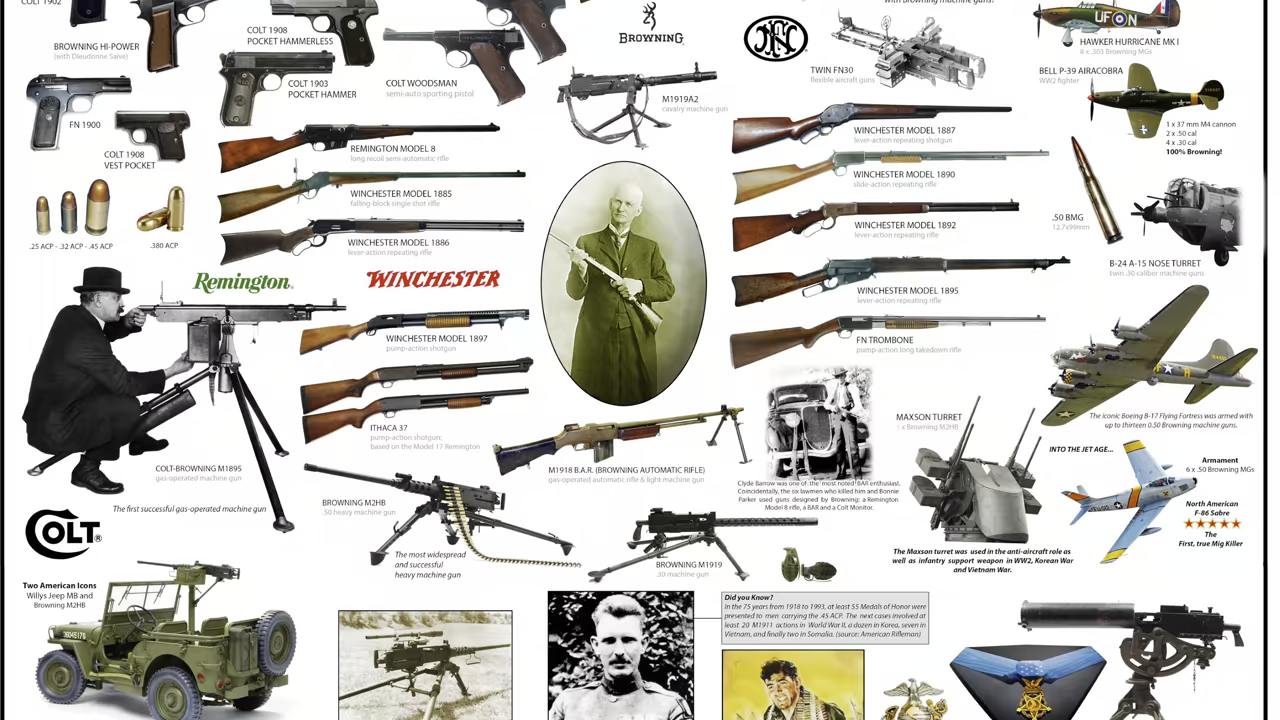 COLT 1902
with Browning machine guns!
BROWNING HI-POWER
(with Dieudonne Saive)
COLT 1908
POCKET HAMMERLESS
COLT 1903
POCKET HAMMER
COLT WOODSMAN
semi-auto sporting pistol
BROWNING
FN
M1919A2
cavalry machine gun
TWIN FN30
flexible aircraft guns
UF N
HAWKER HURRICANE MK I
8 x .303 Browning MGs
BELL P-39 AIRACOBRA
WW2 fighter
1 x 37 mm M4 cannon
2 x .50 cal
4 x .30 cal
100% Browning!
FN 1900
COLT 1908
VEST POCKET
REMINGTON MODEL 8
long recoil semi-automatic rifle
WINCHESTER MODEL 1885
falling-block single shot rifle
WINCHESTER MODEL 1886
lever-action repeating rifle
WINCHESTER MODEL 1887
lever-action repeating shotgun
WINCHESTER MODEL 1890
slide-action repeating rifle
WINCHESTER MODEL 1892
lever-action repeating rifle
WINCHESTER MODEL 1895
lever-action repeating rifle
FN TROMBONE
pump-action long takedown rifle
.50 BMG
12.7x99mm
B-24 A-15 NOSE TURRET
twin .50 caliber machine guns
.25 ACP - .32 ACP - .45 ACP
.380 ACP
Remington
WINCHESTER
WINCHESTER MODEL 1897
pump-action shotgun
ITHACA 37
pump-action shotgun;
based on the Model 17 Remington
COLT-BROWNING M1895
gas-operated machine gun
The first successful gas-operated machine gun
COLT®
BROWNING M2HB
.50 heavy machine gun
The most widespread
and successful
heavy machine gun
M1918 B.A.R. (BROWNING AUTOMATIC RIFLE)
gas-operated automatic rifle & light machine gun
Clyde Barrow was one of the most noted BAR enthusiast.
Coincidentally, the six lawmen who killed him and Bonnie
Parker used guns designed by Browning: a Remington
Model 8 rifle, a BAR and a Colt Monitor.
BROWNING M1919
.30 machine gun
MAXSON TURRET
4 x Browning M2HB
The Maxson turret was used in the anti-aircraft role as
well as infantry support weapon in WW2, Korean War
and Vietnam War.
The iconic Boeing B-17 Flying Fortress was armed with
up to thirteen 0.50 Browning machine guns.
INTO THE JET AGE...
Armament
6 x .50 Browning MGs
North American
F-86 Sabre
The
First, true Mig Killer
Two American Icons
Willys Jeep MB and
Browning M2HB
Did you Know?
In the 75 years from 1918 to 1993, at least 55 Medals of Honor were
presented to men carrying the .45 ACP. The next cases involved at
least 20 M1911 actions in World War II, a dozen in Korea, seven in
Vietnam, and finally two in Somalia. (source: American Rifleman)